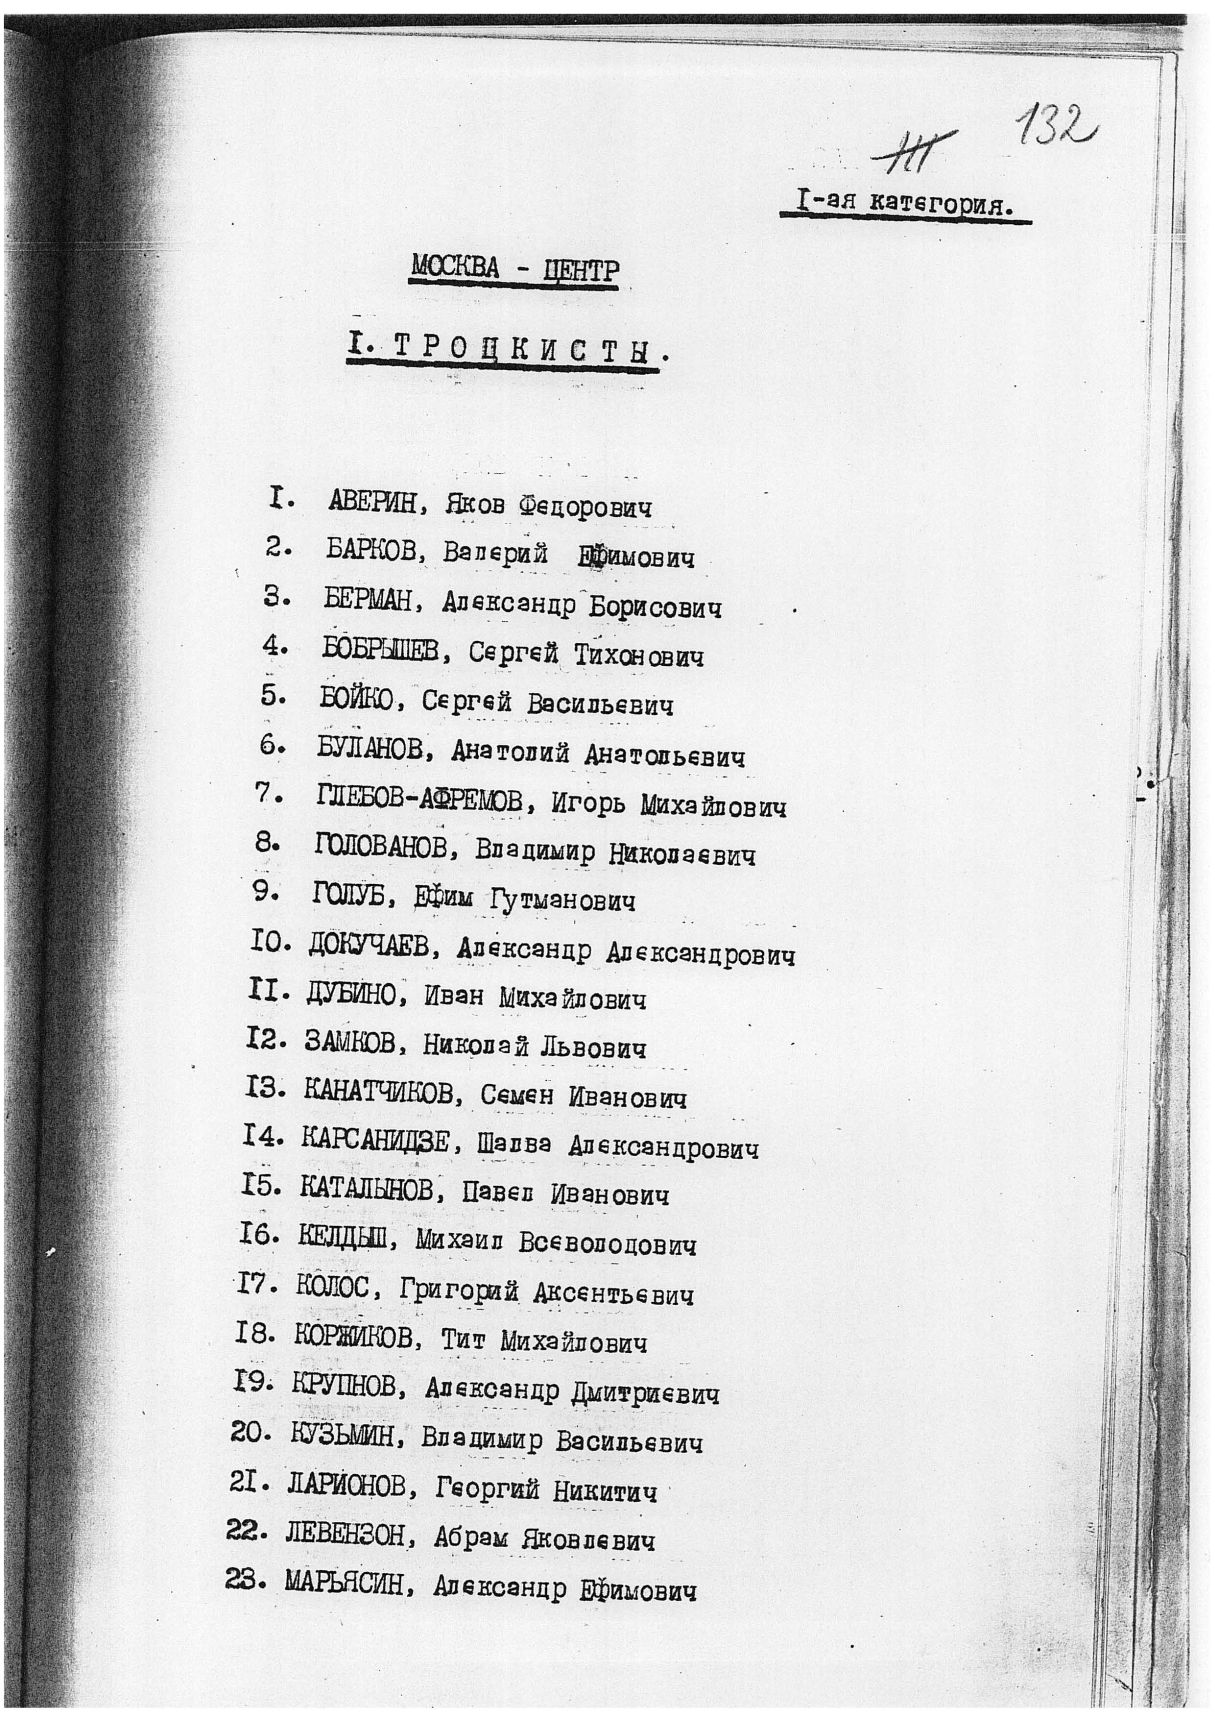 132
III
I-ая категория.
МОСКВА - ЦЕНТР
I. ТРОЦКИСТЫ.
I. АВЕРИН, Яков Федорович
2. БАРКОВ, Валерий Ефимович
3. БЕРМАН, Александр Борисович
4. БОБРЫШЕВ, Сергей Тихонович
5. БОЙКО, Сергей Васильевич
6. БУЛАНОВ, Анатолий Анатольевич
7. ГЛЕБОВ-АФРЕМОВ, Игорь Михайлович
8. ГОЛОВАНОВ, Владимир Николаевич
9. ГОЛУБ, Ефим Гутманович
IO. ДОКУЧАЕВ, Александр Александрович
II. ДУБИНО, Иван Михайлович
I2. ЗАМКОВ, Николай Львович
I3. КАНАТЧИКОВ, Семен Иванович
I4. КАРСАНИДЗЕ, Шалва Александрович
I5. КАТАЛЫНОВ, Павел Иванович
I6. КЕЛДЫШ, Михаил Всеволодович
I7. КОЛОС, Григорий Аксентьевич
I8. КОРЖИКОВ, Тит Михайлович
I9. КРУПНОВ, Александр Дмитриевич
20. КУЗЬМИН, Владимир Васильевич
2I. ЛАРИОНОВ, Георгий Никитич
22. ЛЕВЕНЗОН, Абрам Яковлевич
23. МАРЬЯСИН, Александр Ефимович